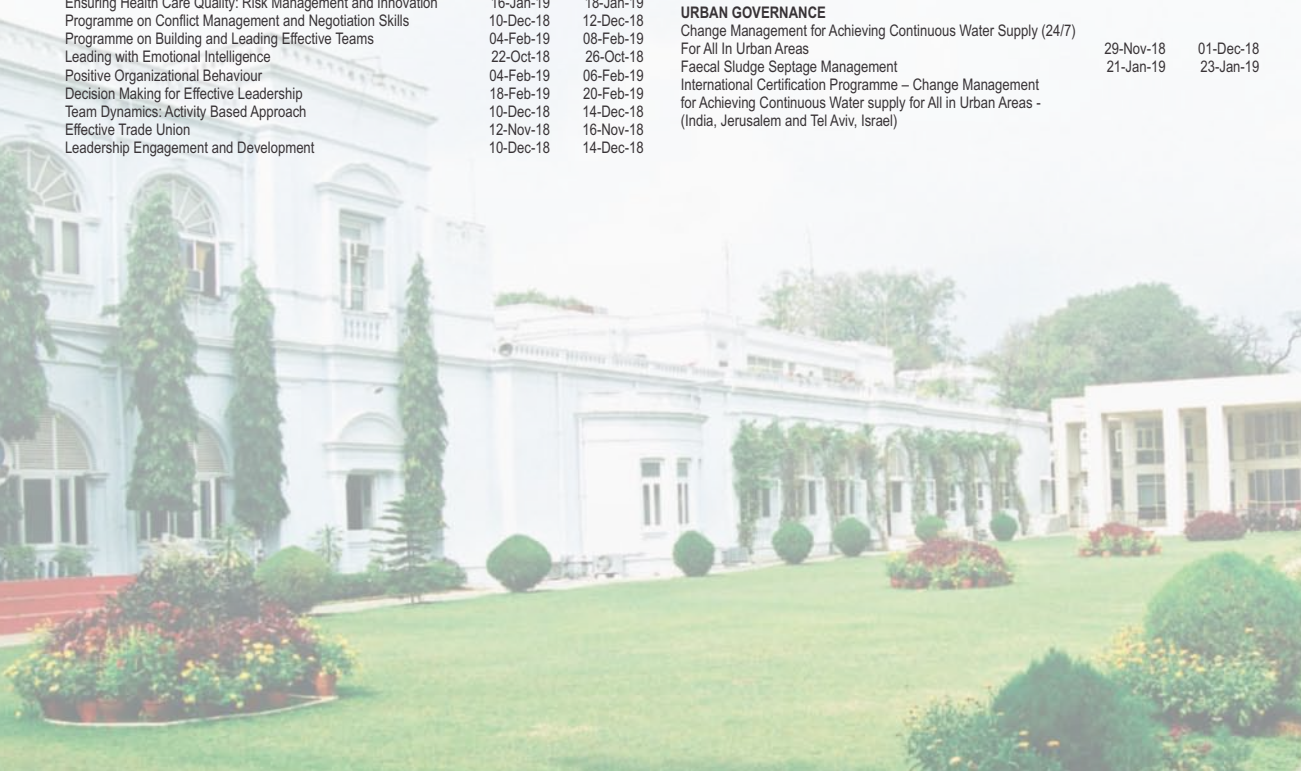 Ensuring Health Care Quality: Risk Management and Innovation 16-Jan-19 18-Jan-19
Programme on Conflict Management and Negotiation Skills 10-Dec-18 12-Dec-18
Programme on Building and Leading Effective Teams 04-Feb-19 08-Feb-19
Leading with Emotional Intelligence 22-Oct-18 26-Oct-18
Positive Organizational Behaviour 04-Feb-19 06-Feb-19
Decision Making for Effective Leadership 18-Feb-19 20-Feb-19
Team Dynamics: Activity Based Approach 10-Dec-18 14-Dec-18
Effective Trade Union 12-Nov-18 16-Nov-18
Leadership Engagement and Development 10-Dec-18 14-Dec-18
URBAN GOVERNANCE
Change Management for Achieving Continuous Water Supply (24/7)
For All In Urban Areas 29-Nov-18 01-Dec-18
Faecal Sludge Septage Management 21-Jan-19 23-Jan-19
International Certification Programme – Change Management
for Achieving Continuous Water supply for All in Urban Areas -
(India, Jerusalem and Tel Aviv, Israel)